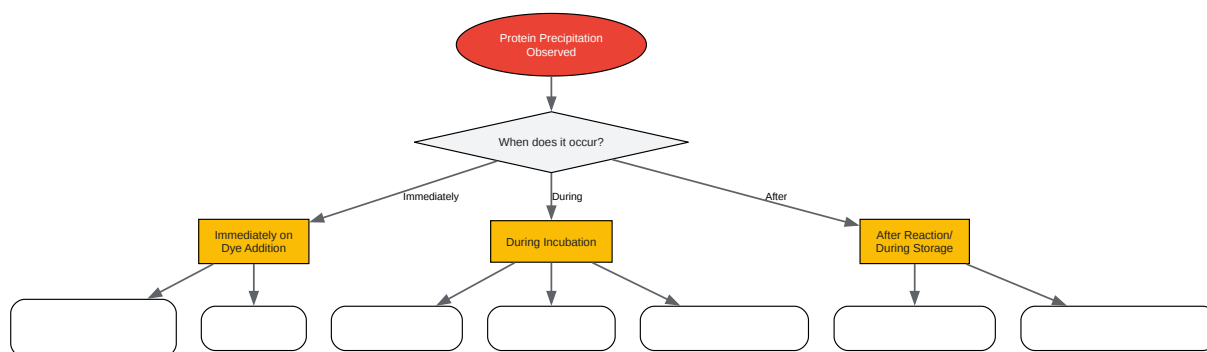 Protein Precipitation
Observed
When does it occur?
Immediately
During
After
Immediately on
Dye Addition
During Incubation
After Reaction/
During Storage